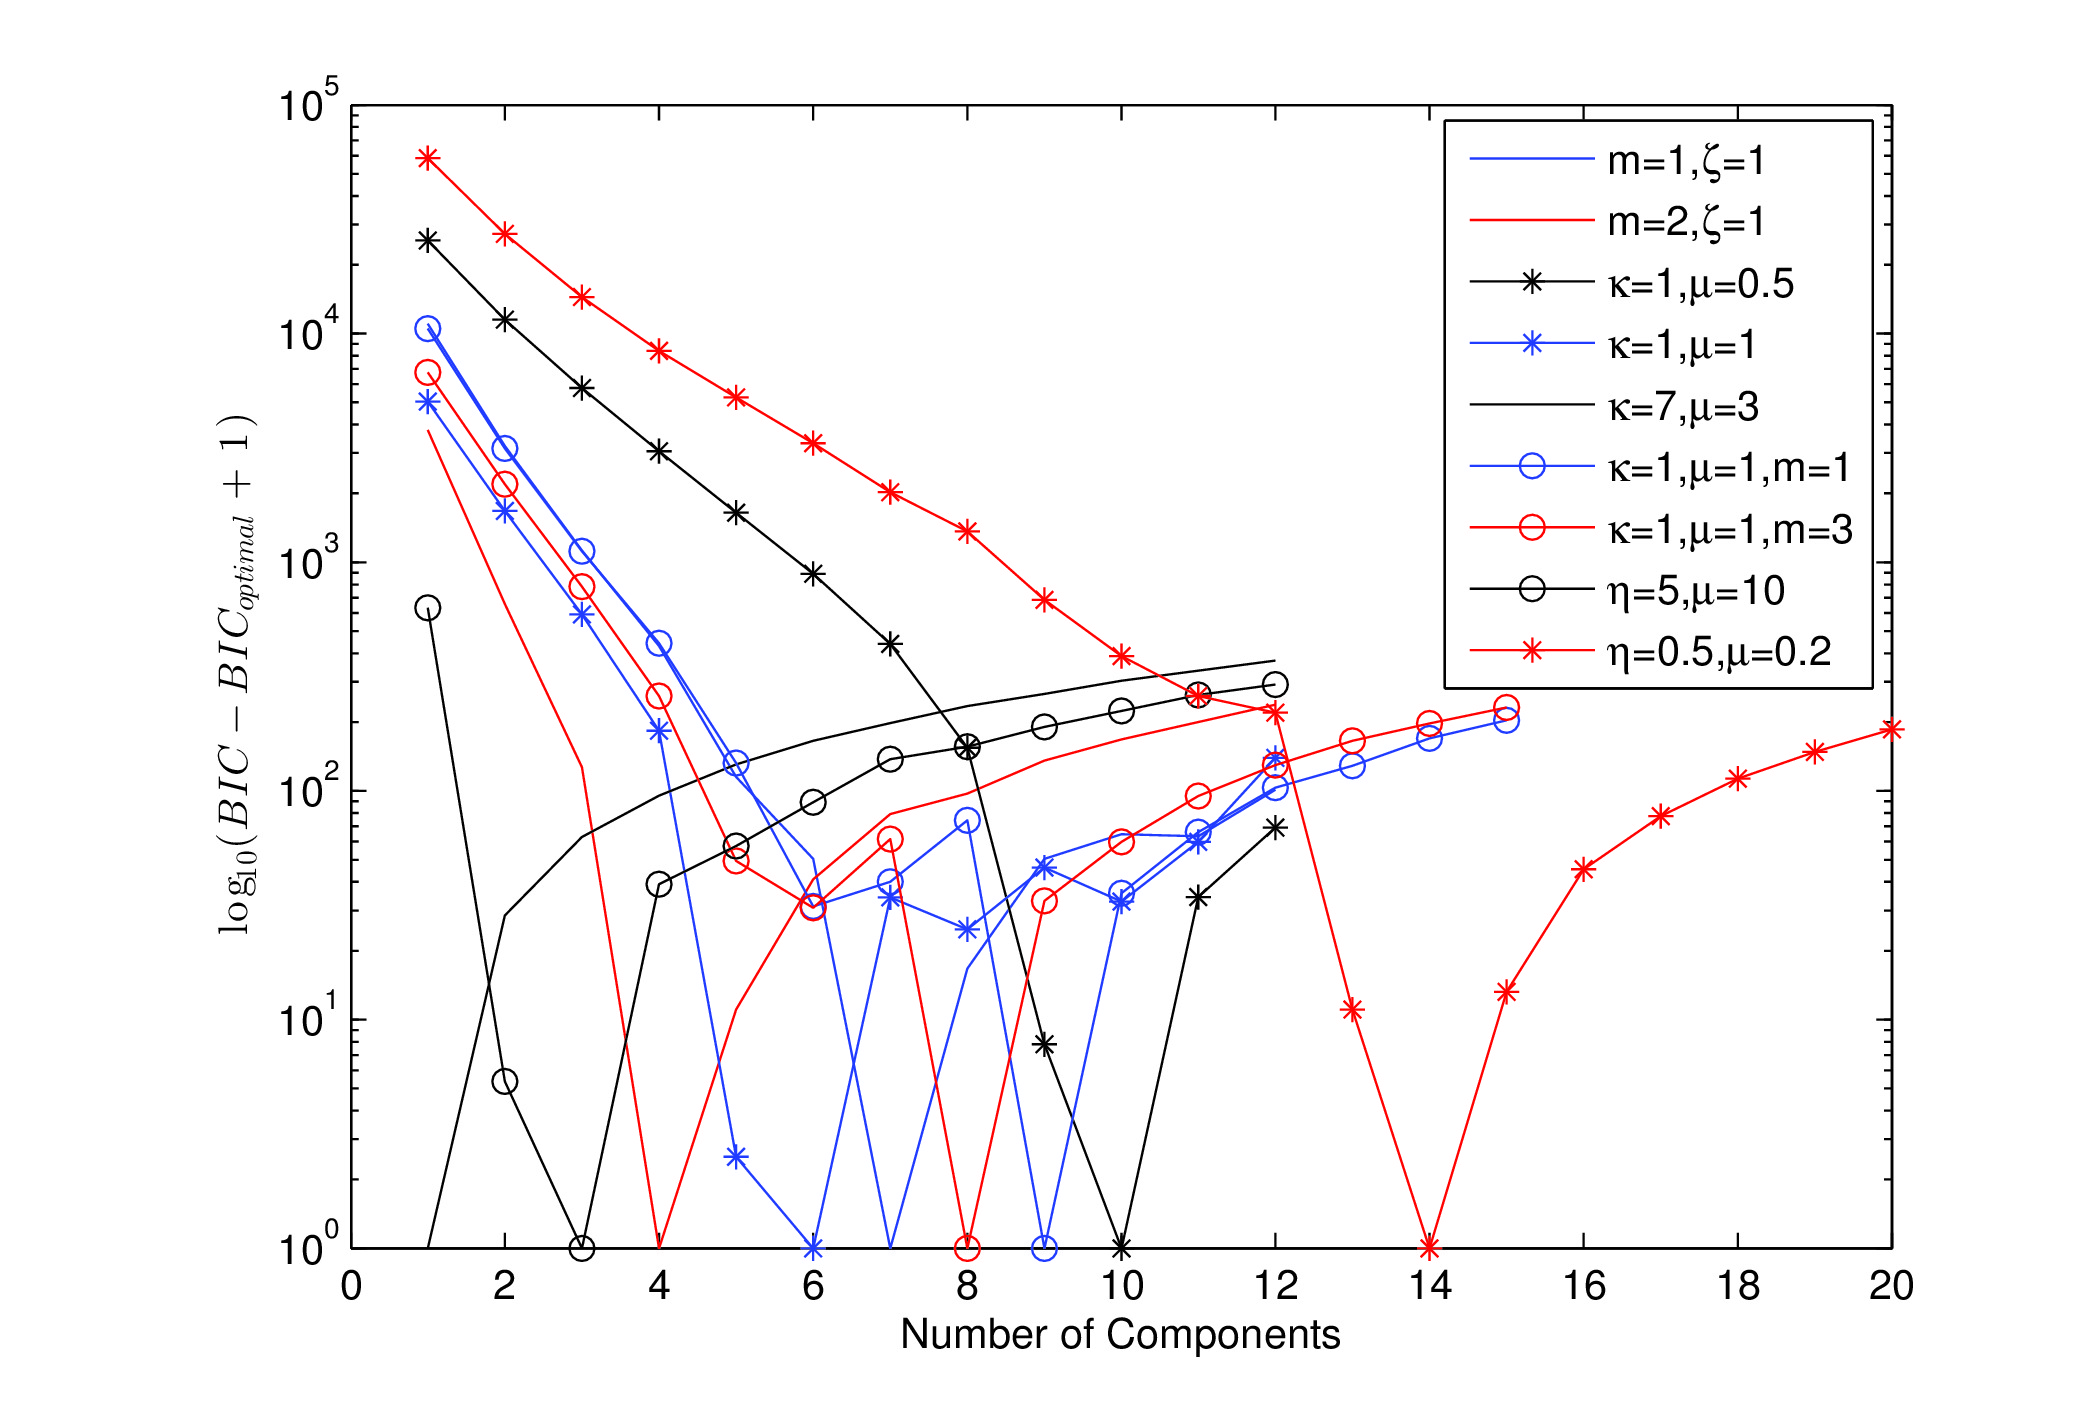 10^5
10^4
10^3
10^2
10^1
10^0
log10(BIC − BICoptimal + 1)
0 2 4 6 8 10 12 14 16 18 20
Number of Components
m=1,ζ=1
m=2,ζ=1
κ=1,μ=0.5
κ=1,μ=1
κ=7,μ=3
κ=1,μ=1,m=1
κ=1,μ=1,m=3
η=5,μ=10
η=0.5,μ=0.2